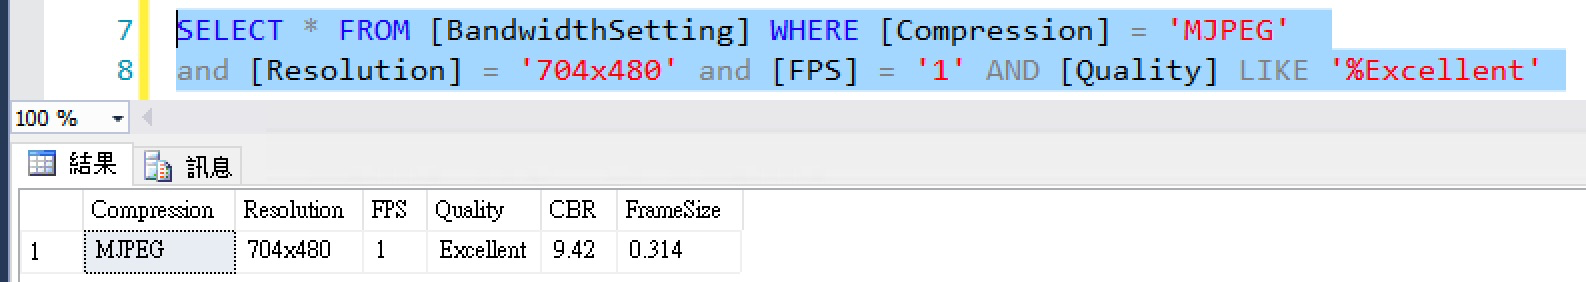 7 SELECT * FROM [BandwidthSetting] WHERE [Compression] = 'MJPEG'
8 and [Resolution] = '704x480' and [FPS] = '1' AND [Quality] LIKE '%Excellent'
100 %
結果 訊息
Compression Resolution FPS Quality CBR FrameSize
1 MJPEG 704x480 1 Excellent 9.42 0.314